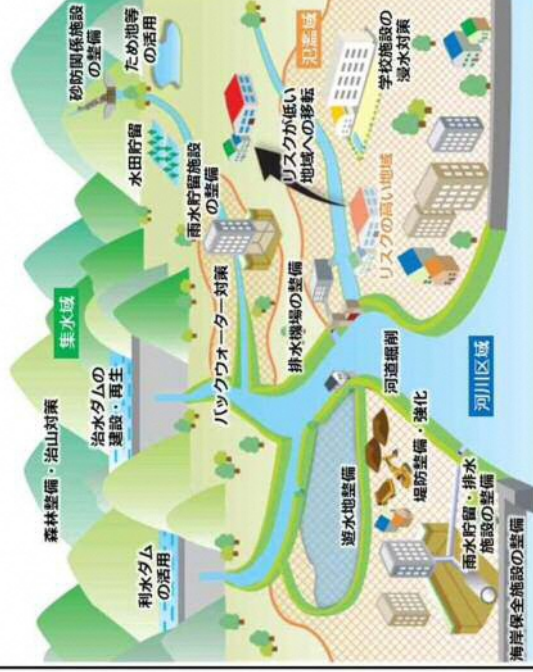 集水域
森林整備・治山対策
治水ダムの
建設・再生
利水ダム
の活用
砂防関係施設
の整備
ため池等
の活用
水田貯留
雨水貯留施設
の整備
バックウォーター対策
氾濫域
リスクが低い
地域への移転
学校施設の
浸水対策
リスクの高い地域
排水機場の整備
河道掘削
遊水地整備
堤防整備・強化
河川区域
雨水貯留・排水
施設の整備
海岸保全施設の整備